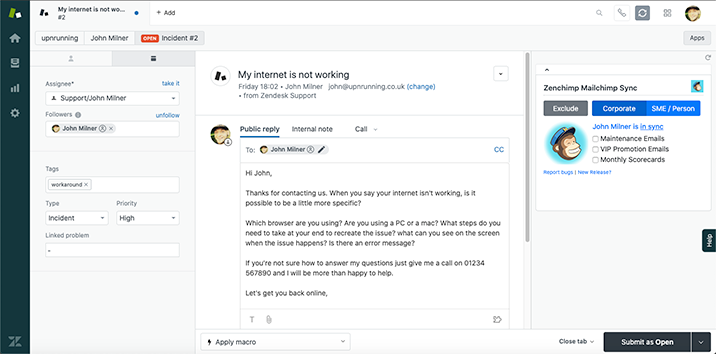 My internet is not wo...
#2
+ Add
upnrunning
John Milner
OPEN Incident #2
Apps
Assignee*
take it
Support/John Milner
Followers
unfollow
John Milner ×
Tags
workaround ×
Type
Priority
Incident
High
Linked problem
-
My internet is not working
Friday 18:02 • John Milner john@upnrunning.co.uk (change)
• from Zendesk Support
Public reply
Internal note
Call
To: John Milner
CC
Hi John,
Thanks for contacting us. When you say your internet isn't working, is it
possible to be a little more specific?
Which browser are you using? Are you using a PC or a mac? What steps do you
need to take at your end to recreate the issue? what can you see on the screen
when the issue happens? Is there an error message?
If you're not sure how to answer my questions just give me a call on 01234
567890 and I will be more than happy to help.
Let's get you back online,
T
Apply macro
Close tab
Submit as Open
Zenchimp Mailchimp Sync
Exclude
Corporate
SME / Person
John Milner is in sync
Maintenance Emails
VIP Promotion Emails
Monthly Scorecards
Report bugs | New Release?
Help